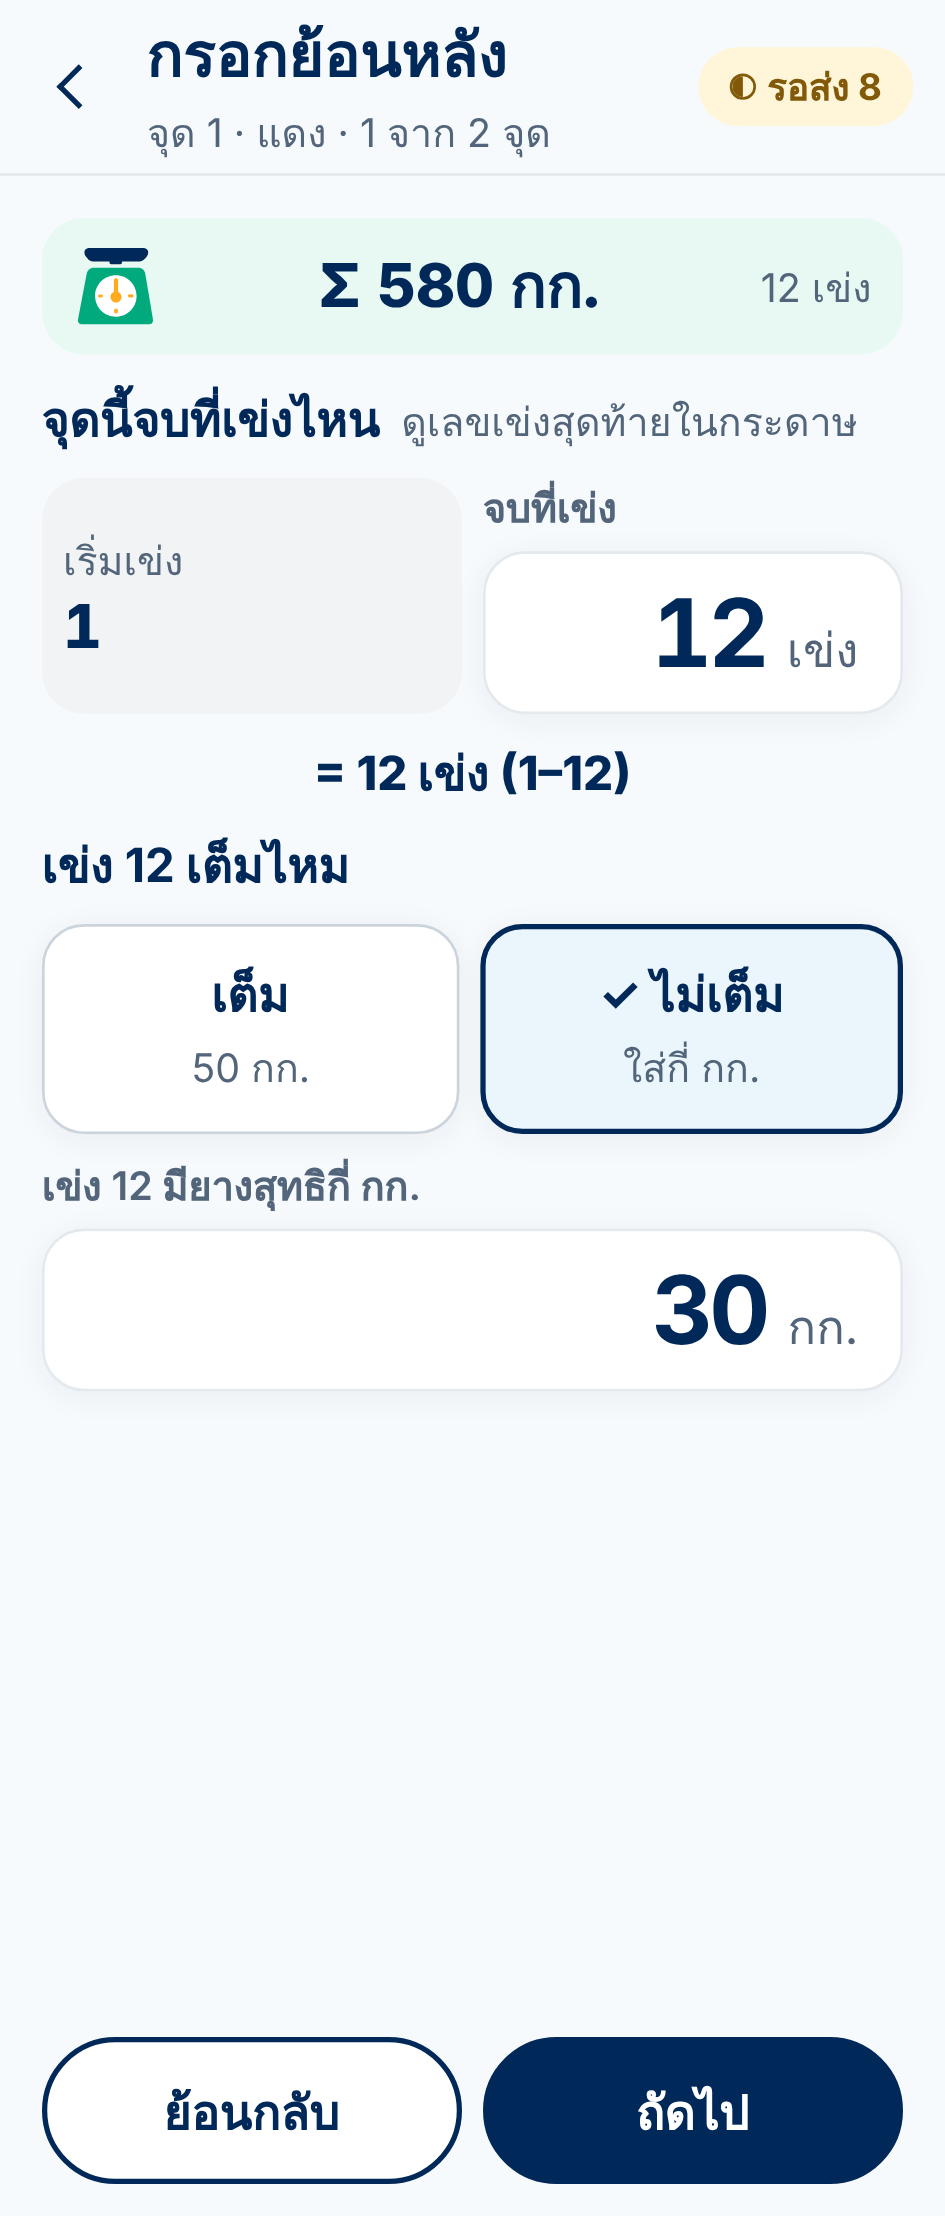 กรอกย้อนหลัง
จุด 1 · แดง · 1 จาก 2 จุด
รอส่ง 8
Σ 580 กก.
12 เข่ง
จุดนี้จบที่เข่งไหน ดูเลขเข่งสุดท้ายในกระดาษ
เริ่มเข่ง
1
จบที่เข่ง
12 เข่ง
= 12 เข่ง (1–12)
เข่ง 12 เต็มไหม
เต็ม
50 กก.
✓ ไม่เต็ม
ใส่กี่ กก.
เข่ง 12 มียางสุทธิกี่ กก.
30 กก.
ย้อนกลับ
ถัดไป